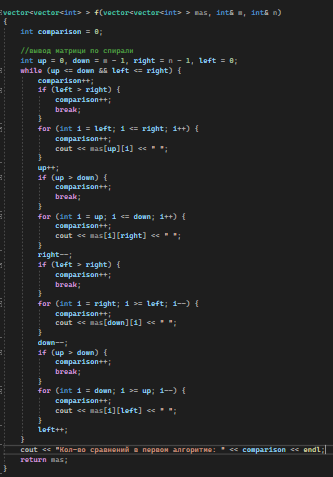 vector<vector<int> > f(vector<vector<int> > mas, int& m, int& n)
{
    int comparison = 0;

    //вывод матрицы по спирали
    int up = 0, down = m - 1, right = n - 1, left = 0;
    while (up <= down && left <= right) {
        comparison++;
        if (left > right) {
            comparison++;
            break;
        }
        for (int i = left; i <= right; i++) {
            comparison++;
            cout << mas[up][i] << " ";
        }
        up++;
        if (up > down) {
            comparison++;
            break;
        }
        for (int i = up; i <= down; i++) {
            comparison++;
            cout << mas[i][right] << " ";
        }
        right--;
        if (left > right) {
            comparison++;
            break;
        }
        for (int i = right; i >= left; i--) {
            comparison++;
            cout << mas[down][i] << " ";
        }
        down--;
        if (up > down) {
            comparison++;
            break;
        }
        for (int i = down; i >= up; i--) {
            comparison++;
            cout << mas[i][left] << " ";
        }
        left++;
    }
    cout << "Кол-во сравнений в первом алгоритме: " << comparison << endl;
    return mas;
}